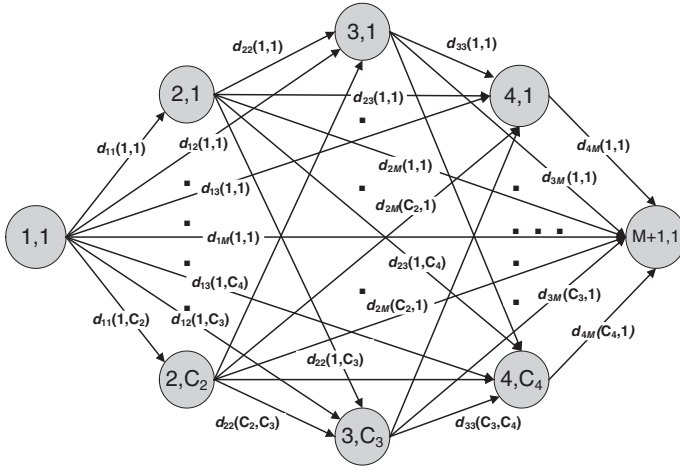 3,1
d22(1,1)
d33(1,1)
2,1
4,1
d23(1,1)
d11(1,1)
d12(1,1)
d4M(1,1)
d2M(1,1)
d3M(1,1)
d13(1,1)
d2M(C2,1)
1,1
d1M(1,1)
M+1,1
d23(1,C4)
d13(1,C4)
d3M(C3,1)
d2M(C2,1)
d11(1,C2)
d12(1,C3)
d4M(C4,1)
d22(1,C3)
2,C2
4,C4
d22(C2,C3)
d33(C3,C4)
3,C3